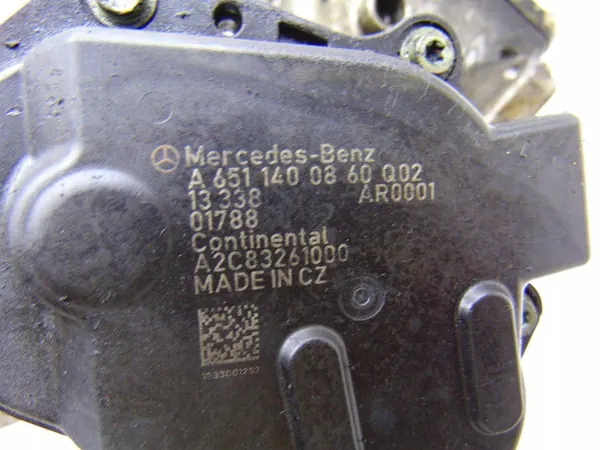 Mercedes-Benz
A 651 140 08 60 Q02
13 338 AR0001
01788
Continental
A2C83261000
MADE IN CZ